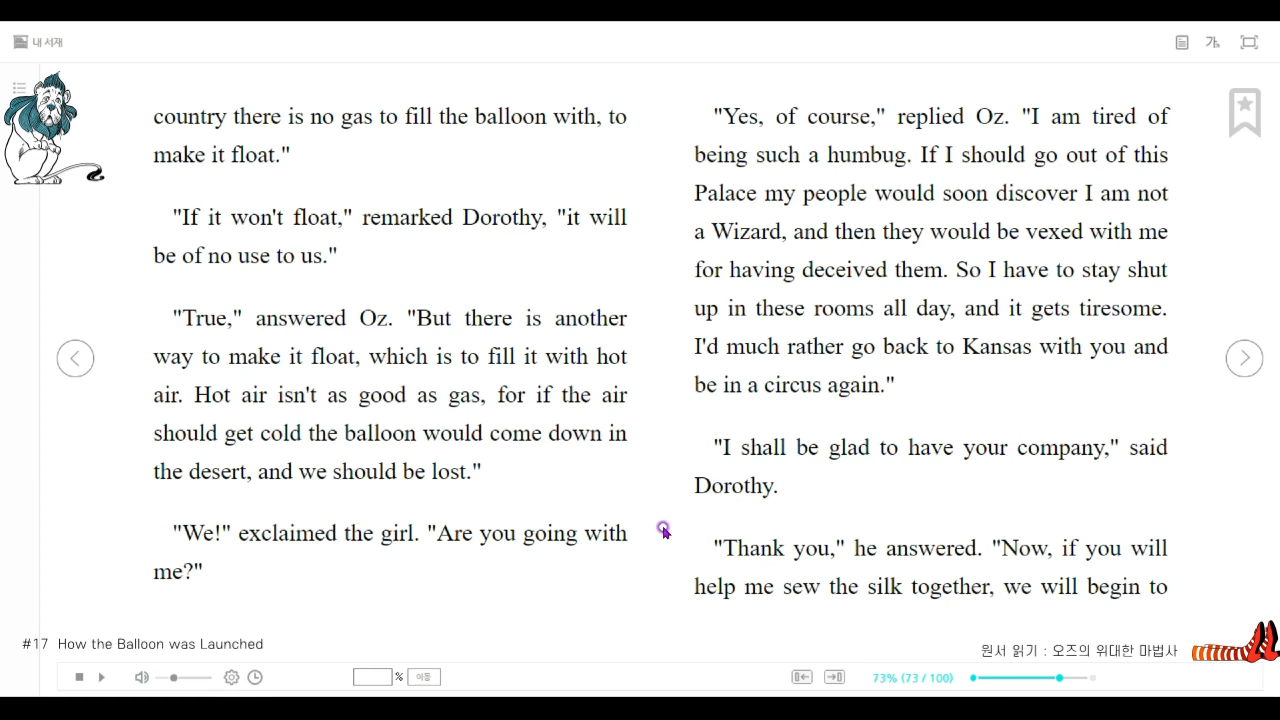 내 서재
가
country there is no gas to fill the balloon with, to
make it float."
"If it won't float," remarked Dorothy, "it will
be of no use to us."
"True," answered Oz. "But there is another
way to make it float, which is to fill it with hot
air. Hot air isn't as good as gas, for if the air
should get cold the balloon would come down in
the desert, and we should be lost."
"We!" exclaimed the girl. "Are you going with
me?"
"Yes, of course," replied Oz. "I am tired of
being such a humbug. If I should go out of this
Palace my people would soon discover I am not
a Wizard, and then they would be vexed with me
for having deceived them. So I have to stay shut
up in these rooms all day, and it gets tiresome.
I'd much rather go back to Kansas with you and
be in a circus again."
"I shall be glad to have your company," said
Dorothy.
"Thank you," he answered. "Now, if you will
help me sew the silk together, we will begin to
#17 How the Balloon was Launched
원서 읽기 : 오즈의 위대한 마법사
% 이동
73% (73 / 100)